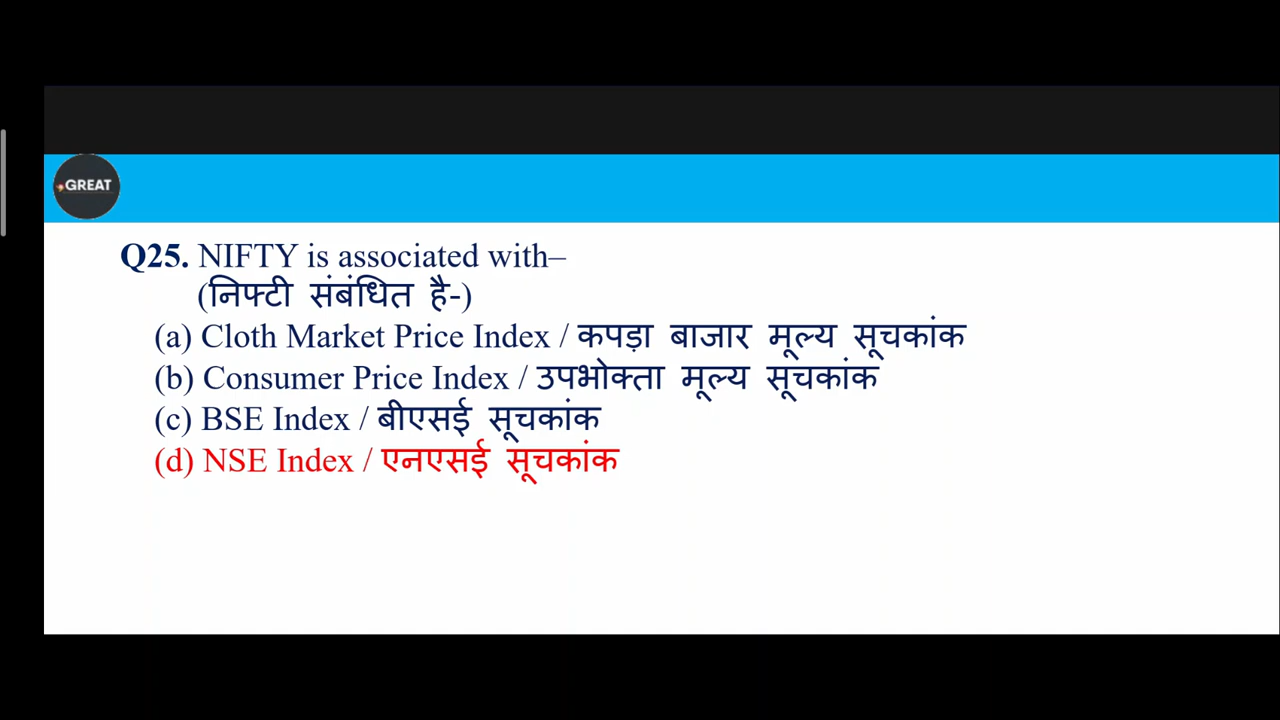 GREAT
Q25. NIFTY is associated with–
(निफ्टी संबंधित है-)
(a) Cloth Market Price Index / कपड़ा बाजार मूल्य सूचकांक
(b) Consumer Price Index / उपभोक्ता मूल्य सूचकांक
(c) BSE Index / बीएसई सूचकांक
(d) NSE Index / एनएसई सूचकांक